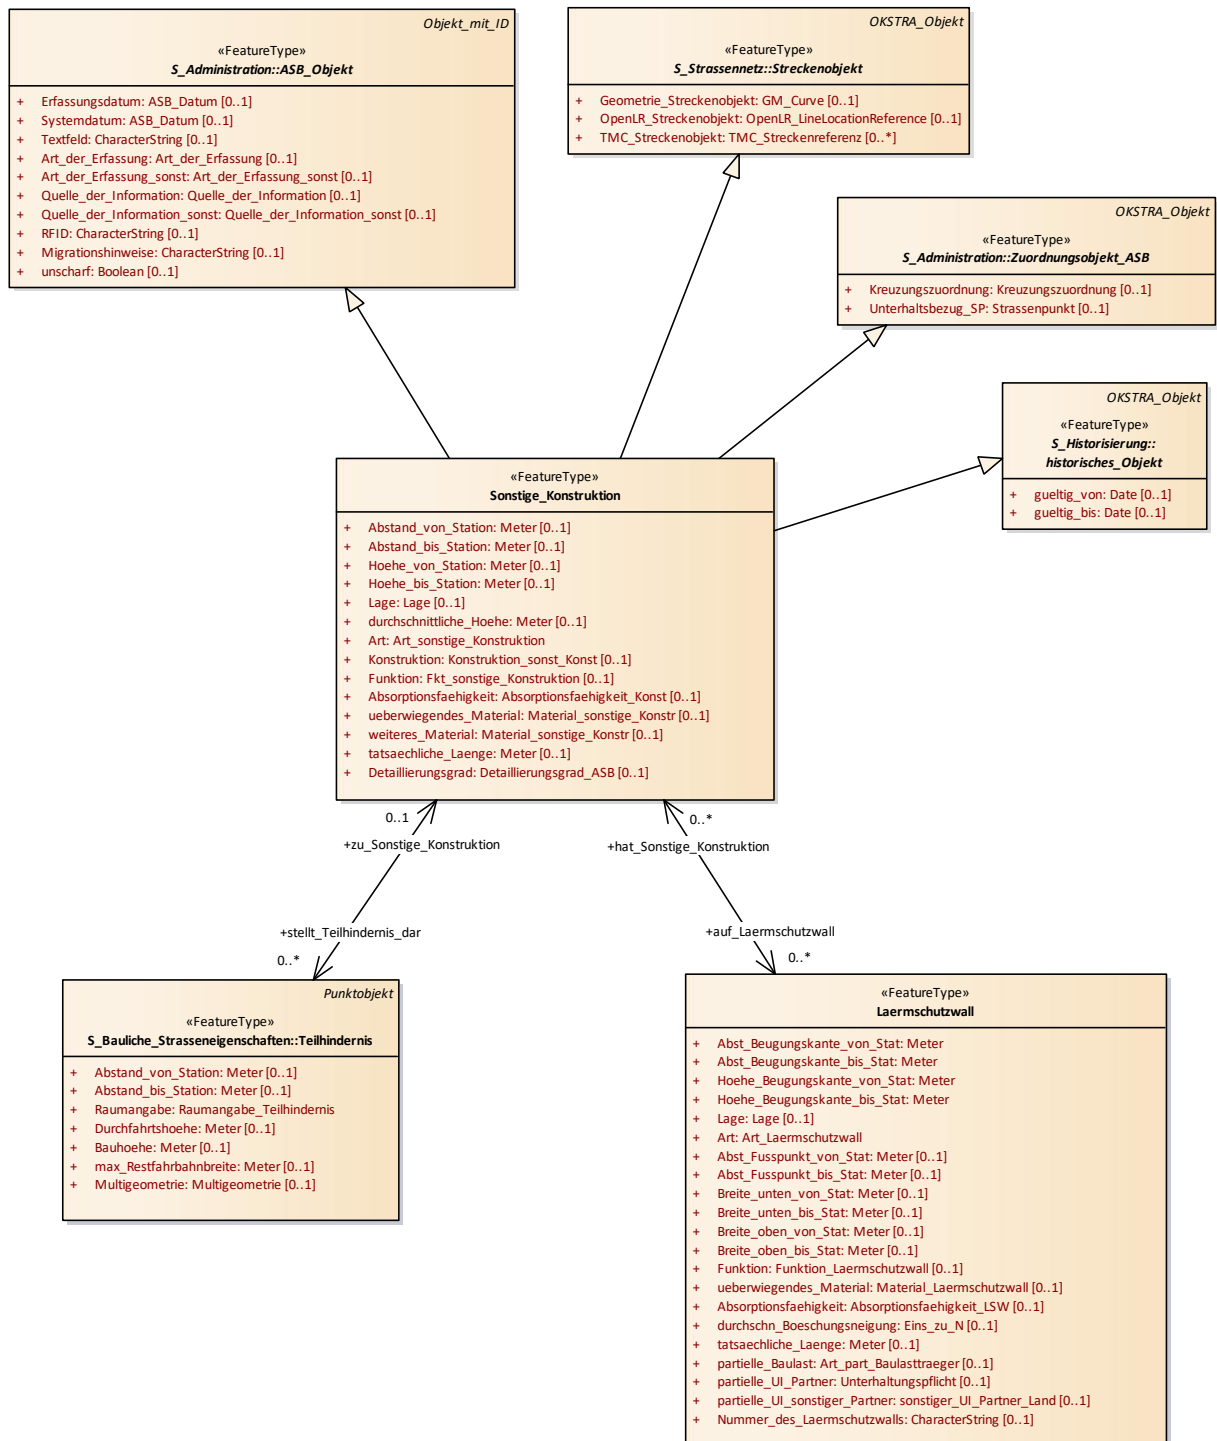 Objekt_mit_ID
«FeatureType»
S_Administration::ASB_Objekt
+ Erfassungsdatum: ASB_Datum [0..1]
+ Systemdatum: ASB_Datum [0..1]
+ Textfeld: CharacterString [0..1]
+ Art_der_Erfassung: Art_der_Erfassung [0..1]
+ Art_der_Erfassung_sonst: Art_der_Erfassung_sonst [0..1]
+ Quelle_der_Information: Quelle_der_Information [0..1]
+ Quelle_der_Information_sonst: Quelle_der_Information_sonst [0..1]
+ RFID: CharacterString [0..1]
+ Migrationshinweise: CharacterString [0..1]
+ unscharf: Boolean [0..1]
OKSTRA_Objekt
«FeatureType»
S_Strassennetz::Streckenobjekt
+ Geometrie_Streckenobjekt: GM_Curve [0..1]
+ OpenLR_Streckenobjekt: OpenLR_LineLocationReference [0..1]
+ TMC_Streckenobjekt: TMC_Streckenreferenz [0..*]
OKSTRA_Objekt
«FeatureType»
S_Administration::Zuordnungsobjekt_ASB
+ Kreuzungszuordnung: Kreuzungszuordnung [0..1]
+ Unterhaltsbezug_SP: Strassenpunkt [0..1]
OKSTRA_Objekt
«FeatureType»
S_Historisierung::
historisches_Objekt
+ gueltig_von: Date [0..1]
+ gueltig_bis: Date [0..1]
«FeatureType»
Sonstige_Konstruktion
+ Abstand_von_Station: Meter [0..1]
+ Abstand_bis_Station: Meter [0..1]
+ Hoehe_von_Station: Meter [0..1]
+ Hoehe_bis_Station: Meter [0..1]
+ Lage: Lage [0..1]
+ durchschnittliche_Hoehe: Meter [0..1]
+ Art: Art_sonstige_Konstruktion
+ Konstruktion: Konstruktion_sonst_Konst [0..1]
+ Funktion: Fkt_sonstige_Konstruktion [0..1]
+ Absorptionsfaehigkeit: Absorptionsfaehigkeit_Konst [0..1]
+ ueberwiegendes_Material: Material_sonstige_Konstr [0..1]
+ weiteres_Material: Material_sonstige_Konstr [0..1]
+ tatsaechliche_Laenge: Meter [0..1]
+ Detaillierungsgrad: Detaillierungsgrad_ASB [0..1]
0..1
+zu_Sonstige_Konstruktion
+stellt_Teilhindernis_dar
0..*
0..*
+hat_Sonstige_Konstruktion
+auf_Laermschutzwall
0..*
Punktobjekt
«FeatureType»
S_Bauliche_Strasseneigenschaften::Teilhindernis
+ Abstand_von_Station: Meter [0..1]
+ Abstand_bis_Station: Meter [0..1]
+ Raumangabe: Raumangabe_Teilhindernis
+ Durchfahrtshoehe: Meter [0..1]
+ Bauhoehe: Meter [0..1]
+ max_Restfahrbahnbreite: Meter [0..1]
+ Multigeometrie: Multigeometrie [0..1]
«FeatureType»
Laermschutzwall
+ Abst_Beugungskante_von_Stat: Meter
+ Abst_Beugungskante_bis_Stat: Meter
+ Hoehe_Beugungskante_von_Stat: Meter
+ Hoehe_Beugungskante_bis_Stat: Meter
+ Lage: Lage [0..1]
+ Art: Art_Laermschutzwall
+ Abst_Fusspunkt_von_Stat: Meter [0..1]
+ Abst_Fusspunkt_bis_Stat: Meter [0..1]
+ Breite_unten_von_Stat: Meter [0..1]
+ Breite_unten_bis_Stat: Meter [0..1]
+ Breite_oben_von_Stat: Meter [0..1]
+ Breite_oben_bis_Stat: Meter [0..1]
+ Funktion: Funktion_Laermschutzwall [0..1]
+ ueberwiegendes_Material: Material_Laermschutzwall [0..1]
+ Absorptionsfaehigkeit: Absorptionsfaehigkeit_LSW [0..1]
+ durchschn_Boeschungsneigung: Eins_zu_N [0..1]
+ tatsaechliche_Laenge: Meter [0..1]
+ partielle_Baulast: Art_part_Baulasttraeger [0..1]
+ partielle_UI_Partner: Unterhaltungspflicht [0..1]
+ partielle_UI_sonstiger_Partner: sonstiger_UI_Partner_Land [0..1]
+ Nummer_des_Laermschutzwalls: CharacterString [0..1]